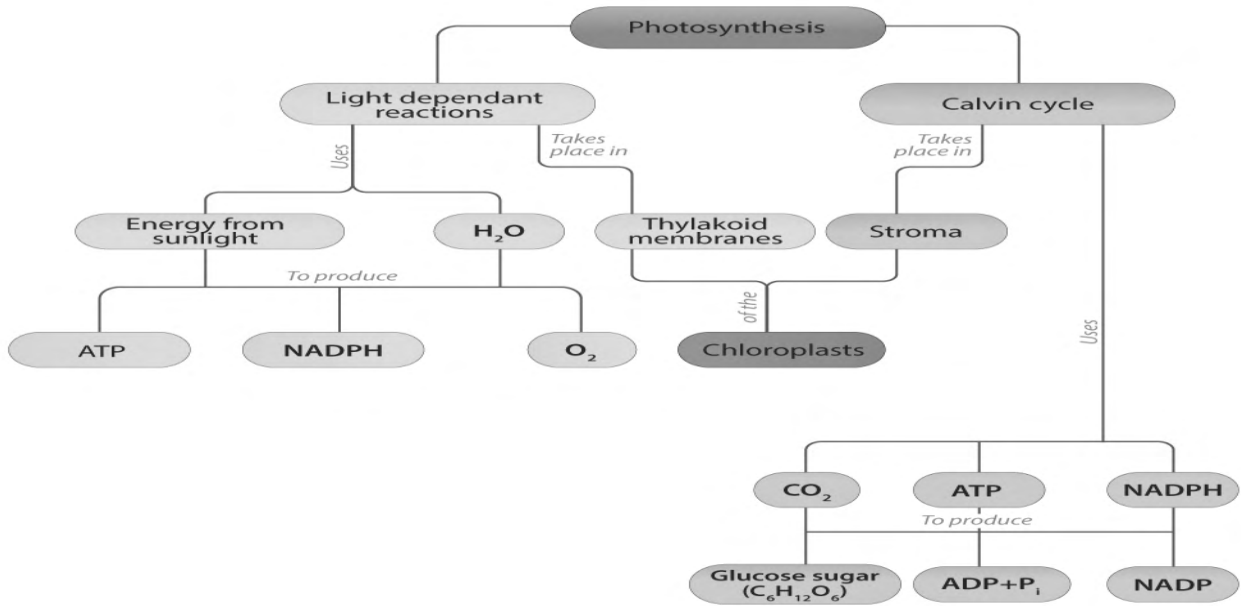 Photosynthesis
Light dependant
reactions
Calvin cycle
Uses
Takes
place in
Takes
place in
Energy from
sunlight
H₂O
Thylakoid
membranes
Stroma
To produce
of the
Uses
ATP
NADPH
O₂
Chloroplasts
CO₂
ATP
NADPH
To produce
Glucose sugar
(C₆H₁₂O₆)
ADP+Pᵢ
NADP